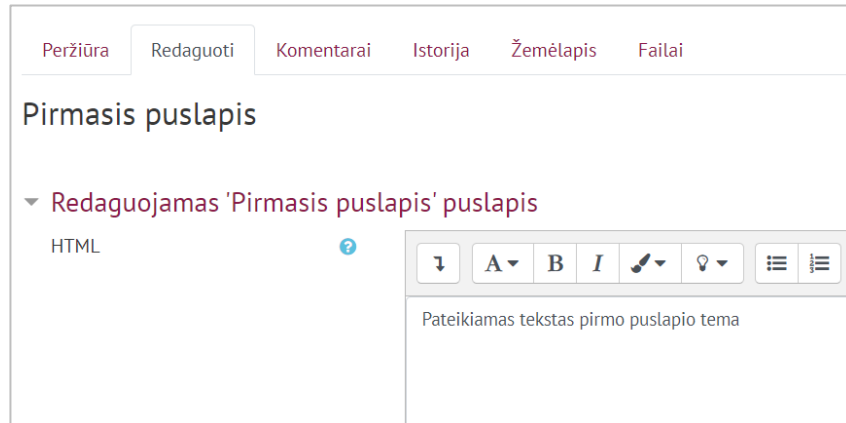 Peržiūra Redaguoti Komentarai Istorija Žemėlapis Failai
Pirmasis puslapis
Redaguojamas 'Pirmasis puslapis' puslapis
HTML ?
A B I
Pateikiamas tekstas pirmo puslapio tema